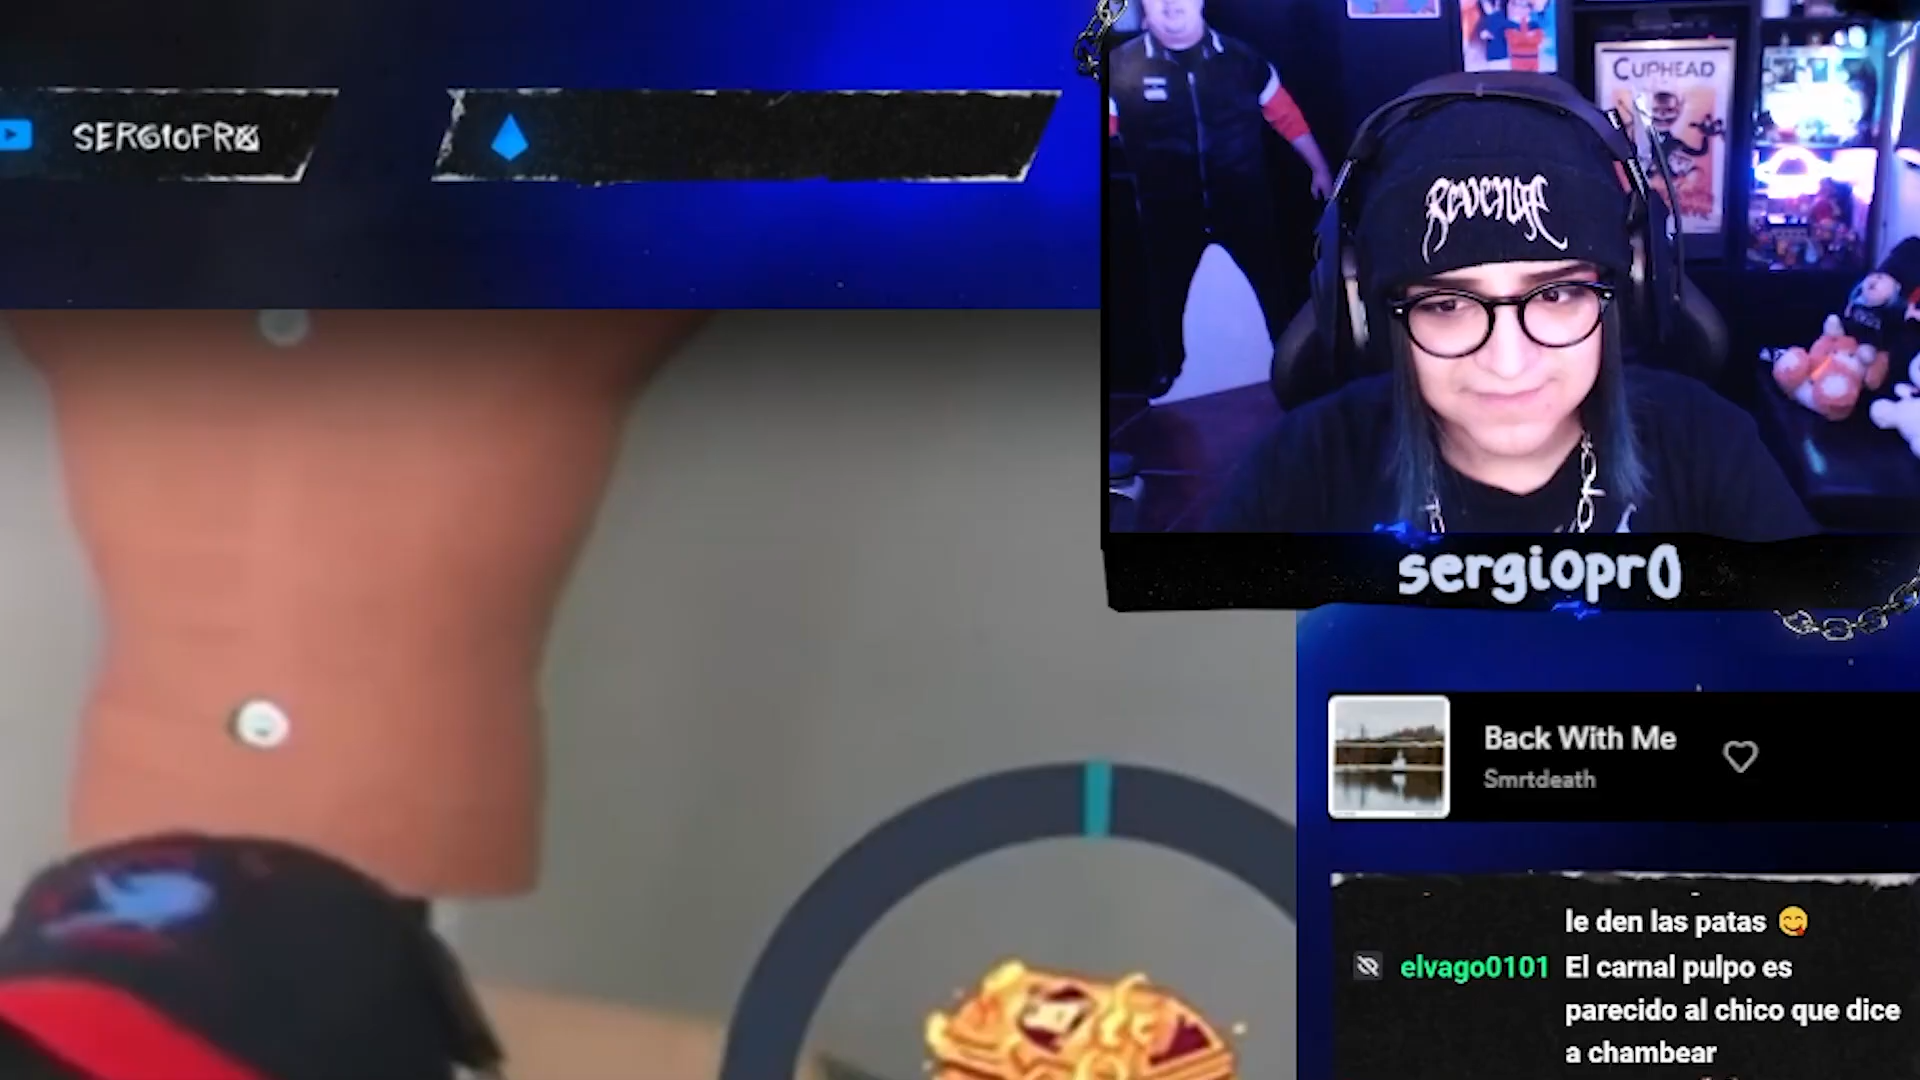 SERGIOPR0
CUPHEAD
REVENGE
sergi0pr0
Back With Me
Smrtdeath
le den las patas 😋
elvago0101 El carnal pulpo es
parecido al chico que dice
a chambear